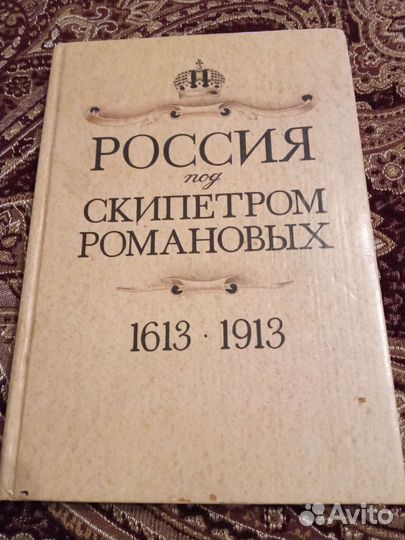 РОССИЯ
под
СКИПЕТРОМ
РОМАНОВЫХ
1613 · 1913
Avito